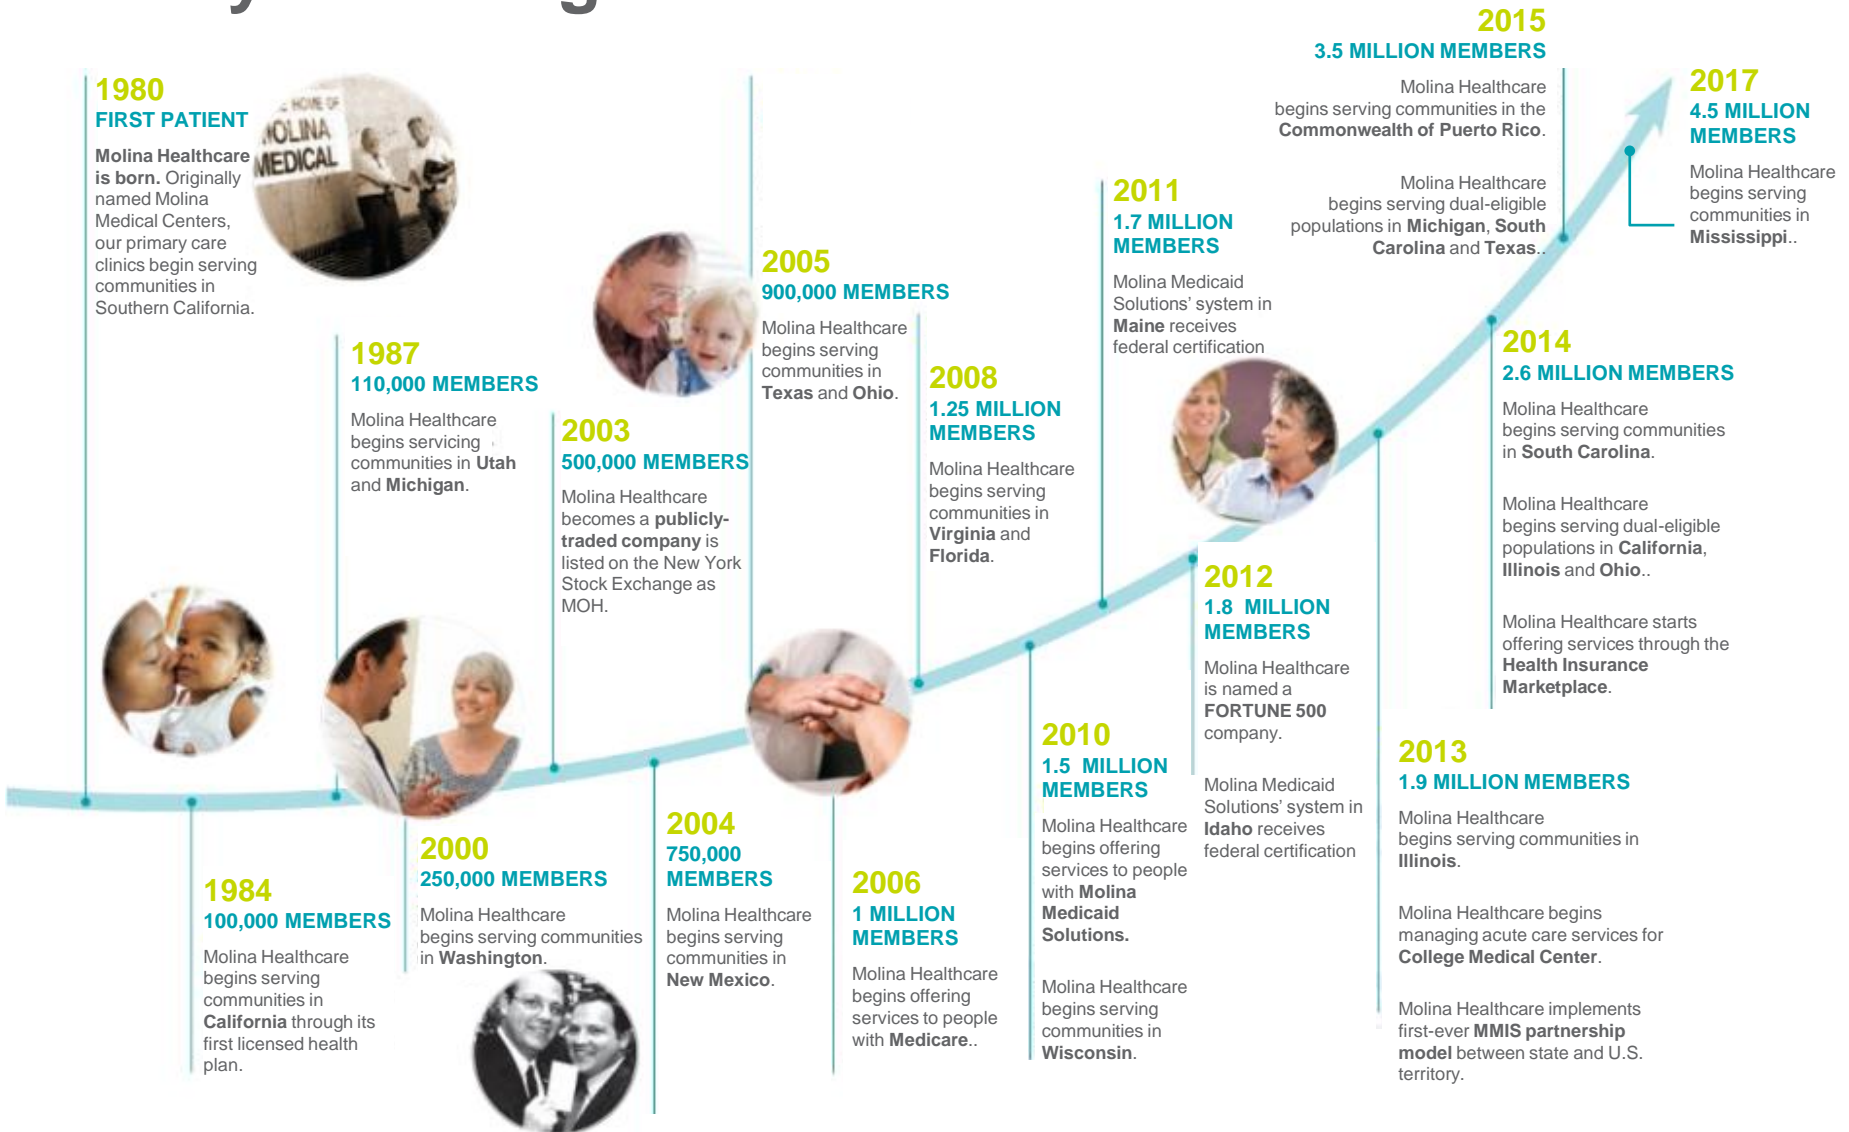 1980
FIRST PATIENT
Molina Healthcare
is born. Originally
named Molina
Medical Centers,
our primary care
clinics begin serving
communities in
Southern California.
HOME OF
MOLINA
MEDICAL
1984
100,000 MEMBERS
Molina Healthcare
begins serving
communities in
California through its
first licensed health
plan.
1987
110,000 MEMBERS
Molina Healthcare
begins servicing
communities in Utah
and Michigan.
2000
250,000 MEMBERS
Molina Healthcare
begins serving communities
in Washington.
2003
500,000 MEMBERS
Molina Healthcare
becomes a publicly-
traded company is
listed on the New York
Stock Exchange as
MOH.
2004
750,000
MEMBERS
Molina Healthcare
begins serving
communities in
New Mexico.
2005
900,000 MEMBERS
Molina Healthcare
begins serving
communities in
Texas and Ohio.
2006
1 MILLION
MEMBERS
Molina Healthcare
begins offering
services to people
with Medicare..
2008
1.25 MILLION
MEMBERS
Molina Healthcare
begins serving
communities in
Virginia and
Florida.
2010
1.5 MILLION
MEMBERS
Molina Healthcare
begins offering
services to people
with Molina
Medicaid
Solutions.
Molina Healthcare
begins serving
communities in
Wisconsin.
2011
1.7 MILLION
MEMBERS
Molina Medicaid
Solutions' system in
Maine receives
federal certification
2012
1.8 MILLION
MEMBERS
Molina Healthcare
is named a
FORTUNE 500
company.
Molina Medicaid
Solutions' system in
Idaho receives
federal certification
2013
1.9 MILLION MEMBERS
Molina Healthcare
begins serving communities in
Illinois.
Molina Healthcare begins
managing acute care services for
College Medical Center.
Molina Healthcare implements
first-ever MMIS partnership
model between state and U.S.
territory.
2014
2.6 MILLION MEMBERS
Molina Healthcare
begins serving communities
in South Carolina.
Molina Healthcare
begins serving dual-eligible
populations in California,
Illinois and Ohio..
Molina Healthcare starts
offering services through the
Health Insurance
Marketplace.
2015
3.5 MILLION MEMBERS
Molina Healthcare
begins serving communities in the
Commonwealth of Puerto Rico.
Molina Healthcare
begins serving dual-eligible
populations in Michigan, South
Carolina and Texas..
2017
4.5 MILLION
MEMBERS
Molina Healthcare
begins serving
communities in
Mississippi..